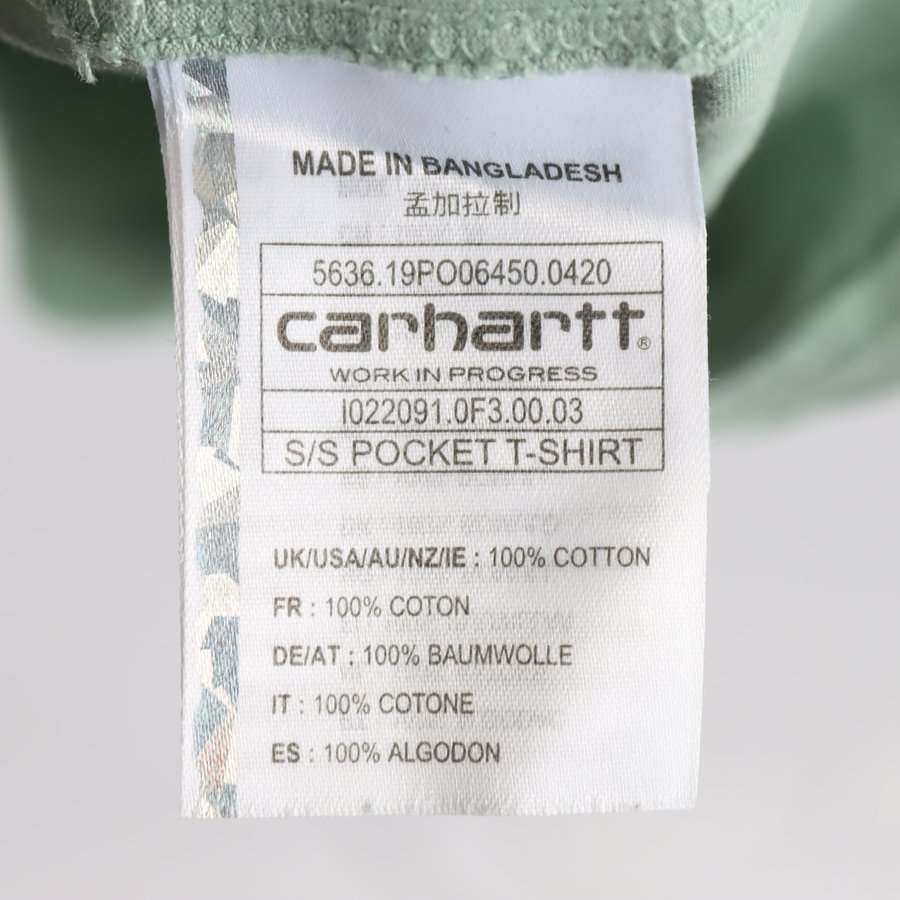 MADE IN BANGLADESH
孟加拉制
5636.19PO06450.0420
carhartt®
WORK IN PROGRESS
I022091.0F3.00.03
S/S POCKET T-SHIRT
UK/USA/AU/NZ/IE : 100% COTTON
FR : 100% COTON
DE/AT : 100% BAUMWOLLE
IT : 100% COTONE
ES : 100% ALGODON